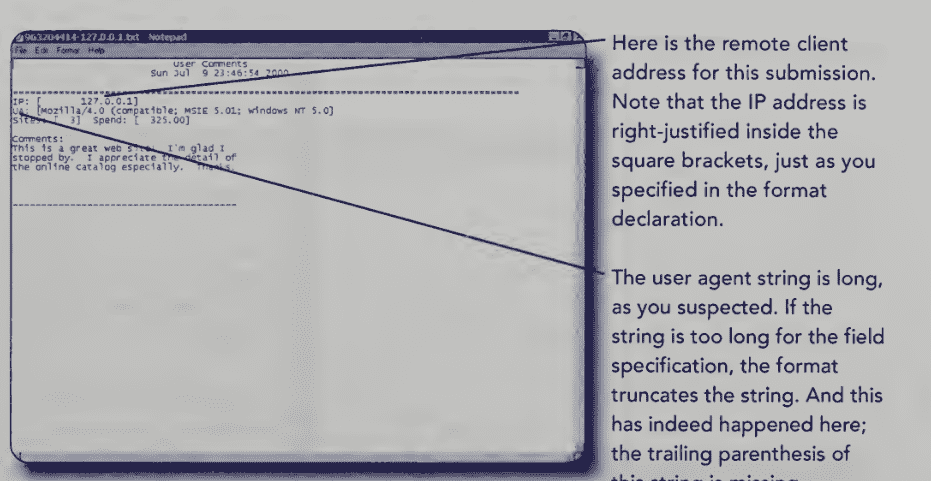 963204414-127.0.0.1.txt Notepad
File Edit Format Help
User Comments
Sun Jul 9 23:46:54 2000
IP: [ 127.0.0.1]
UA: [Mozilla/4.0 (compatible; MSIE 5.01; Windows NT 5.0]
Sites: [ 3] Spend: [ 325.00]
Comments:
This is a great web site. I'm glad I
stopped by. I appreciate the detail of
the online catalog especially. Thanks.
Here is the remote client
address for this submission.
Note that the IP address is
right-justified inside the
square brackets, just as you
specified in the format
declaration.
The user agent string is long,
as you suspected. If the
string is too long for the field
specification, the format
truncates the string. And this
has indeed happened here;
the trailing parenthesis of
this string is missing